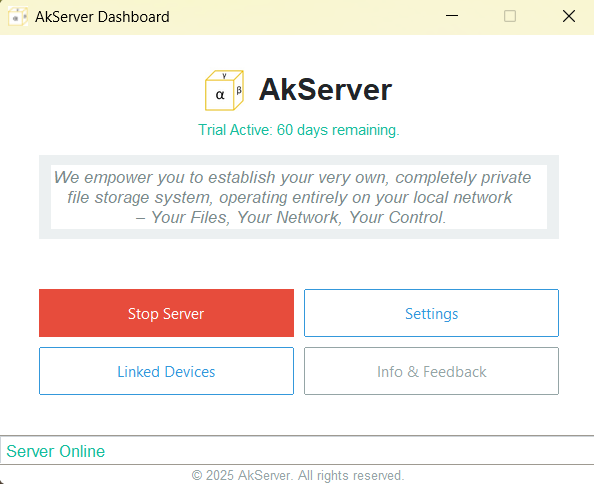 AkServer Dashboard
γ
α
β
AkServer
Trial Active: 60 days remaining.
We empower you to establish your very own, completely private
file storage system, operating entirely on your local network
– Your Files, Your Network, Your Control.
Stop Server
Settings
Linked Devices
Info & Feedback
Server Online
© 2025 AkServer. All rights reserved.